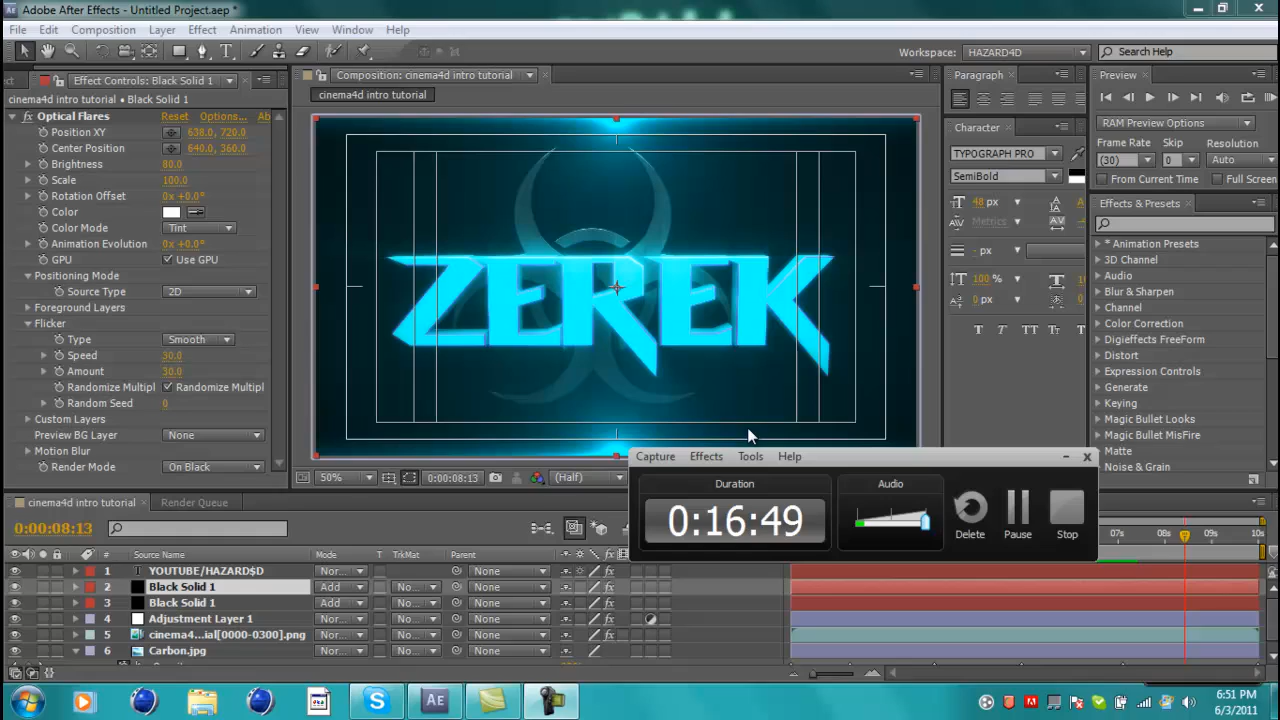 Adobe After Effects - Untitled Project.aep *
File Edit Composition Layer Effect Animation View Window Help
Workspace: HAZARD4D Search Help
Effect Controls: Black Solid 1
cinema4d intro tutorial • Black Solid 1
fx Optical Flares Reset Options... Ab
Position XY 638.0, 720.0
Center Position 640.0, 360.0
Brightness 80.0
Scale 100.0
Rotation Offset 0x +0.0°
Color
Color Mode Tint
Animation Evolution 0x +0.0°
GPU Use GPU
Positioning Mode
Source Type 2D
Foreground Layers
Flicker
Type Smooth
Speed 30.0
Amount 30.0
Randomize Multipl Randomize Multipl
Random Seed 0
Custom Layers
Preview BG Layer None
Motion Blur
Render Mode On Black
Composition: cinema4d intro tutorial
cinema4d intro tutorial
ZEREK
50% 0:00:08:13 (Half)
Paragraph
Character
TYPOGRAPH PRO
SemiBold
48 px
Metrics
- px
100 %
0 px
T T TT Tt
Preview
RAM Preview Options
Frame Rate Skip Resolution
(30) 0 Auto
From Current Time Full Screen
Effects & Presets
* Animation Presets
3D Channel
Audio
Blur & Sharpen
Channel
Color Correction
Digieffects FreeForm
Distort
Expression Controls
Generate
Keying
Magic Bullet Looks
Magic Bullet MisFire
Matte
Noise & Grain
Capture Effects Tools Help
Duration Audio
0:16:49
Delete Pause Stop
cinema4d intro tutorial Render Queue
0:00:08:13
07s 08s 09s 10s
# Source Name Mode T TrkMat Parent
1 T YOUTUBE/HAZARD$D Nor... None
2 Black Solid 1 Add No... None
3 Black Solid 1 Add No... None
4 Adjustment Layer 1 Nor... No... None
5 cinema4...ial[0000-0300].png Nor... No... None
6 Carbon.jpg Nor... No... None
6:51 PM
6/3/2011